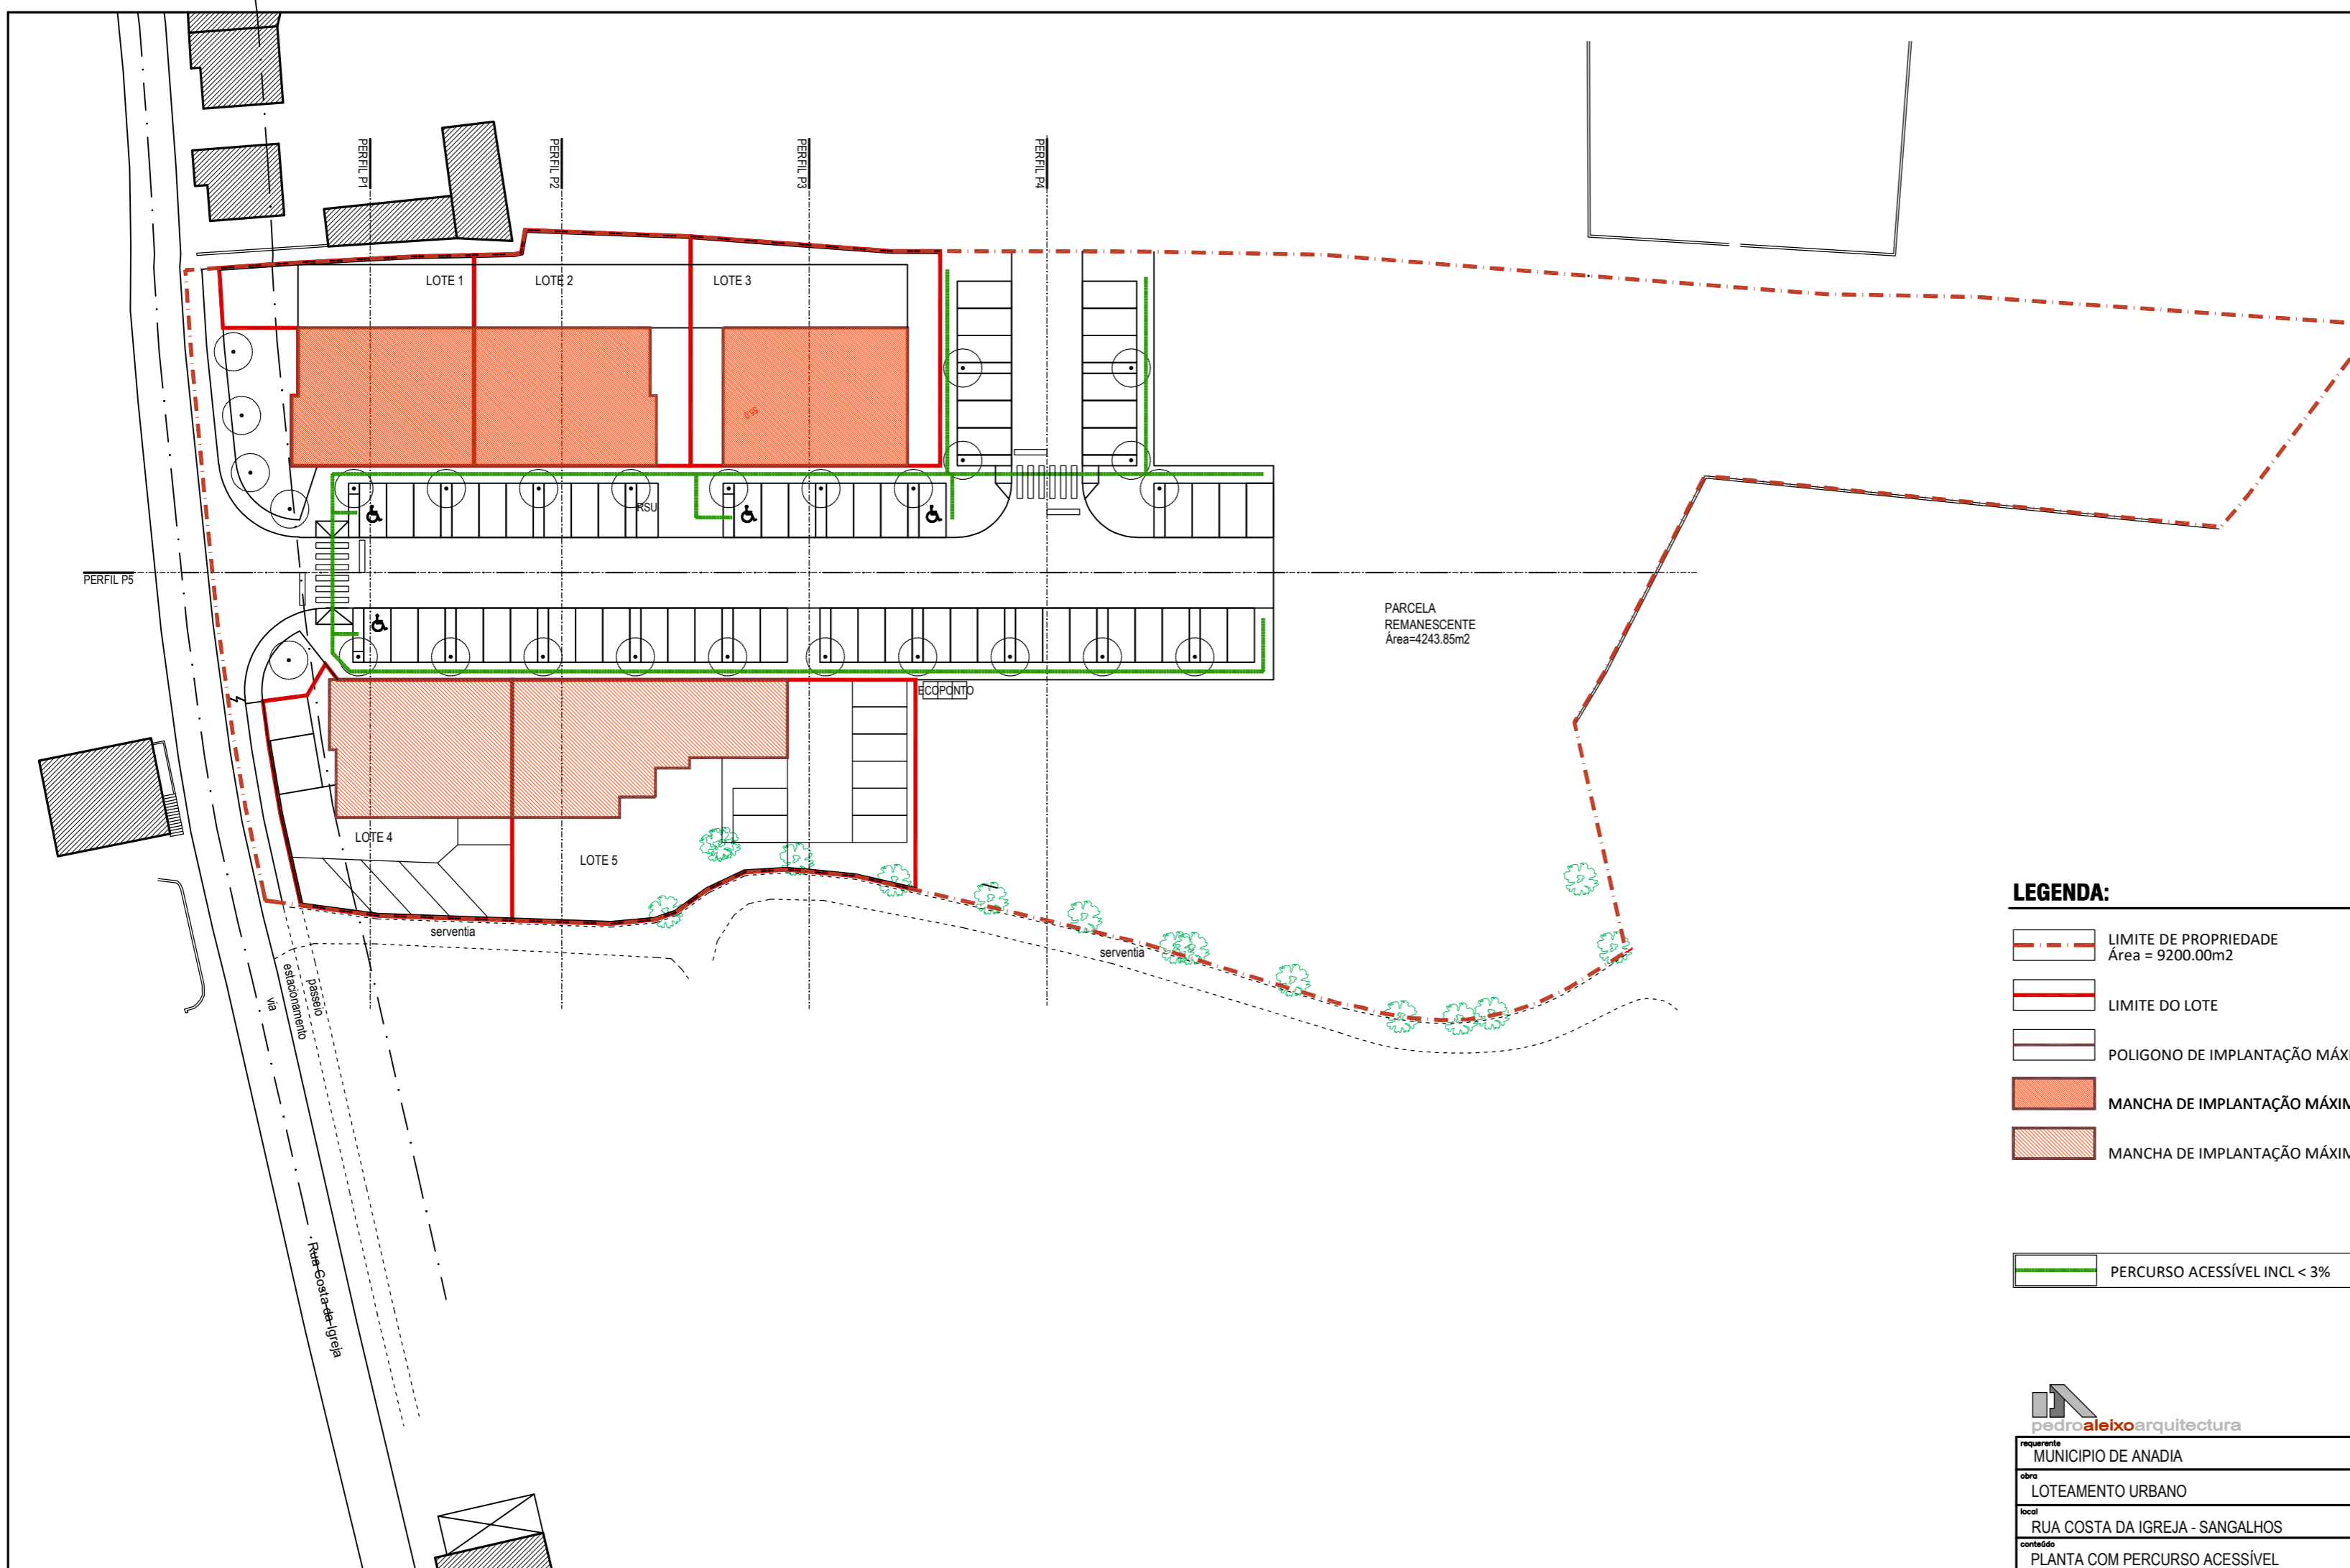 PERFIL P1
PERFIL P2
PERFIL P3
PERFIL P4
LOTE 1
LOTE 2
LOTE 3
0.55
RSU
PERFIL P5
PARCELA
REMANESCENTE
Área=4243.85m2
ECOPONTO
LOTE 4
LOTE 5
serventia
serventia
passeio
estacionamento
via
Rua Costa da Igreja
LEGENDA:
LIMITE DE PROPRIEDADE
Área = 9200.00m2
LIMITE DO LOTE
POLIGONO DE IMPLANTAÇÃO MÁX
MANCHA DE IMPLANTAÇÃO MÁXIM
MANCHA DE IMPLANTAÇÃO MÁXIM
PERCURSO ACESSÍVEL INCL < 3%
pedroaleixoarquitectura
requerente
MUNICIPIO DE ANADIA
obra
LOTEAMENTO URBANO
local
RUA COSTA DA IGREJA - SANGALHOS
conteúdo
PLANTA COM PERCURSO ACESSÍVEL